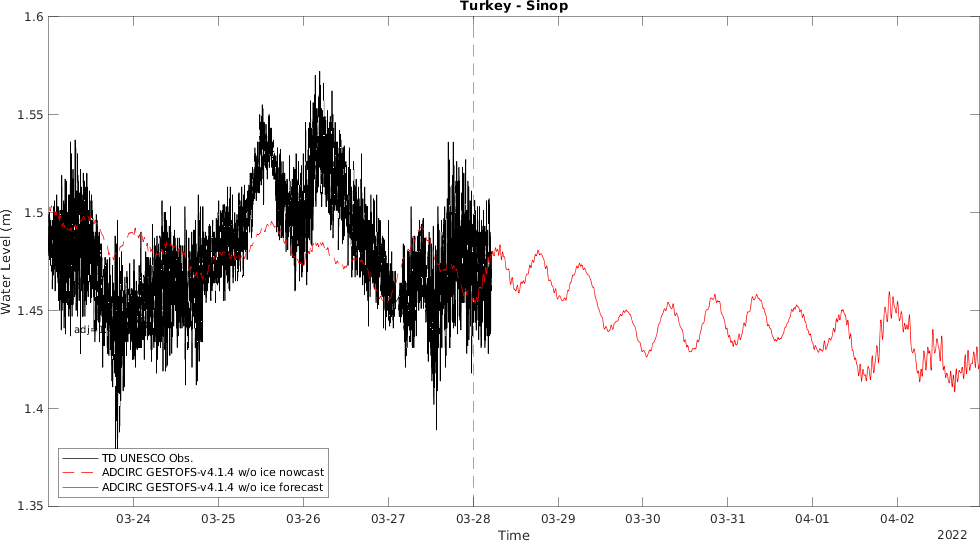 Turkey - Sinop
1.6
1.55
1.5
1.45
1.4
1.35
Water Level (m)
TD UNESCO Obs.
ADCIRC GESTOFS-v4.1.4 w/o ice nowcast
ADCIRC GESTOFS-v4.1.4 w/o ice forecast
03-24
03-25
03-26
03-27
03-28
03-29
03-30
03-31
04-01
04-02
Time
2022